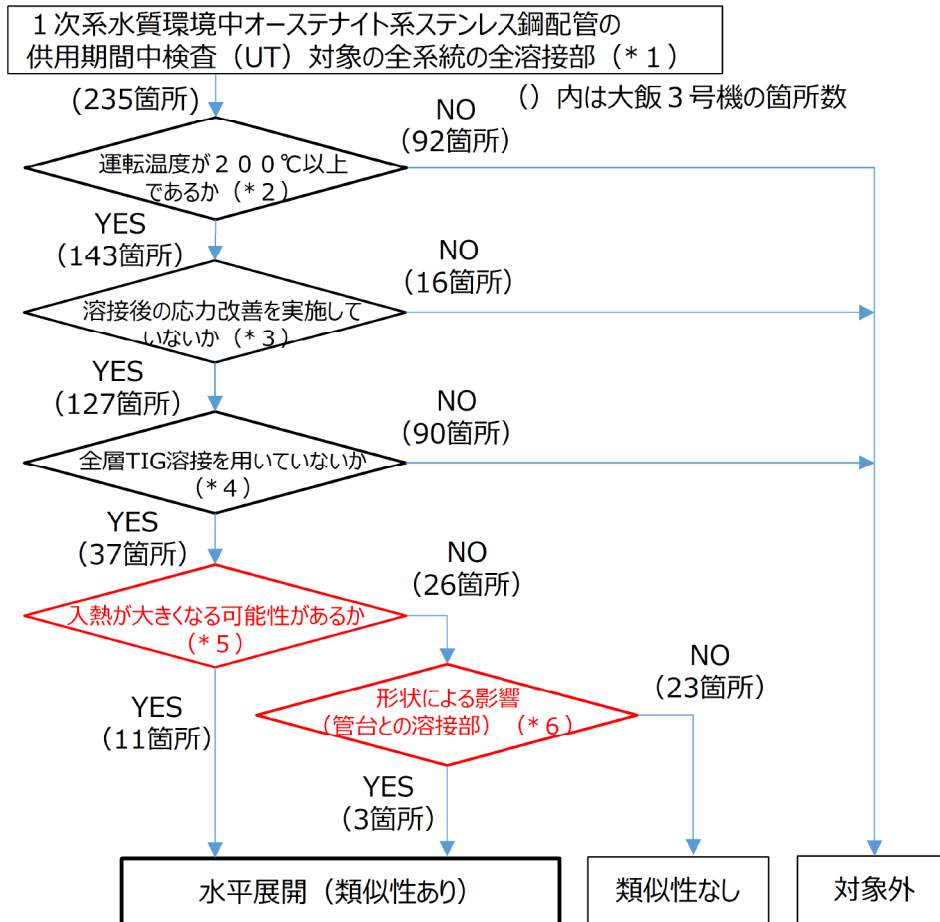 １次系水質環境中オーステナイト系ステンレス鋼配管の
供用期間中検査（UT）対象の全系統の全溶接部（*１）
(235箇所)
（）内は大飯３号機の箇所数
NO
（92箇所）
運転温度が２００℃以上
であるか（*２）
YES
（143箇所）
NO
（16箇所）
溶接後の応力改善を実施して
いないか（*３）
YES
（127箇所）
NO
（90箇所）
全層TIG溶接を用いていないか
（*４）
YES
（37箇所）
NO
（26箇所）
入熱が大きくなる可能性があるか
（*５）
NO
（23箇所）
形状による影響
（管台との溶接部）（*６）
YES
（11箇所）
YES
（3箇所）
水平展開（類似性あり）
類似性なし
対象外